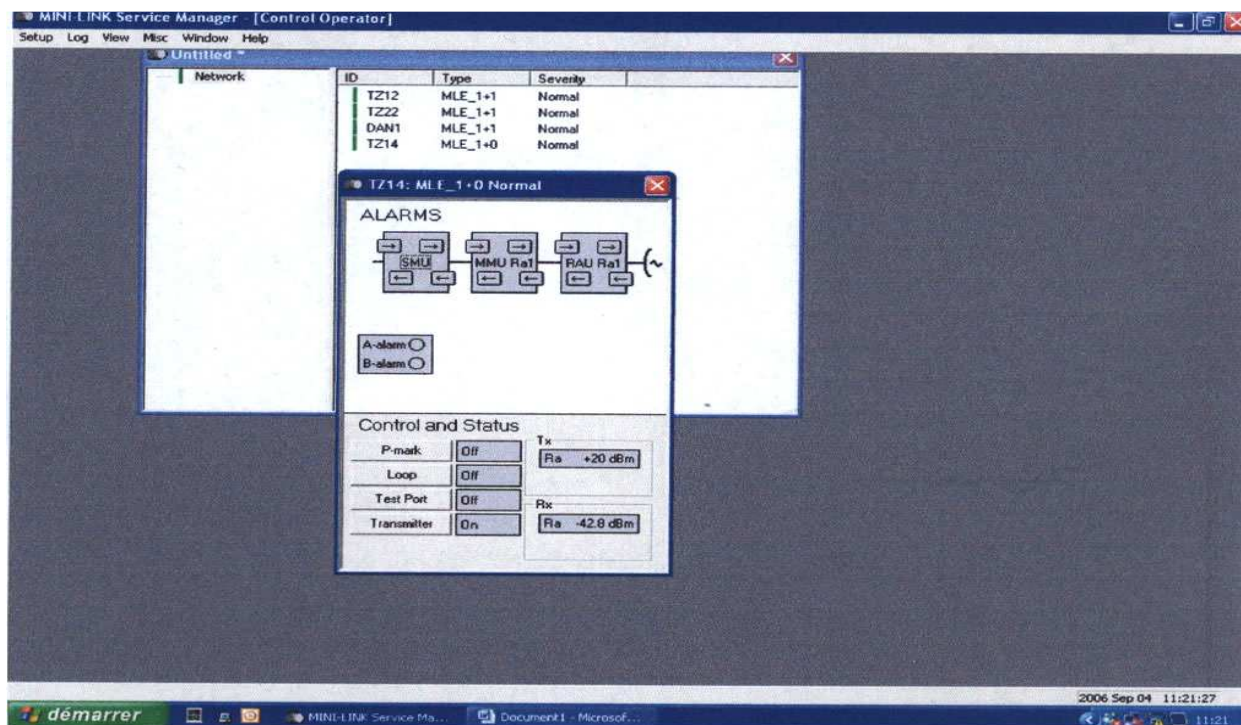 MINI-LINK Service Manager - [Control Operator]
Setup Log View Misc Window Help
Untitled *
Network
ID Type Severity
TZ12 MLE_1+1 Normal
TZ22 MLE_1+1 Normal
DAN1 MLE_1+1 Normal
TZ14 MLE_1+0 Normal
TZ14: MLE_1+0 Normal
ALARMS
SMU MMU Ra1 RAU Ra1
A-alarm
B-alarm
Control and Status
P-mark Off
Loop Off
Test Port Off
Transmitter On
Tx
Ra +20 dBm
Rx
Ra -42.8 dBm
2006 Sep 04 11:21:27
démarrer MINI-LINK Service Ma... Document1 - Microsof... 11:21